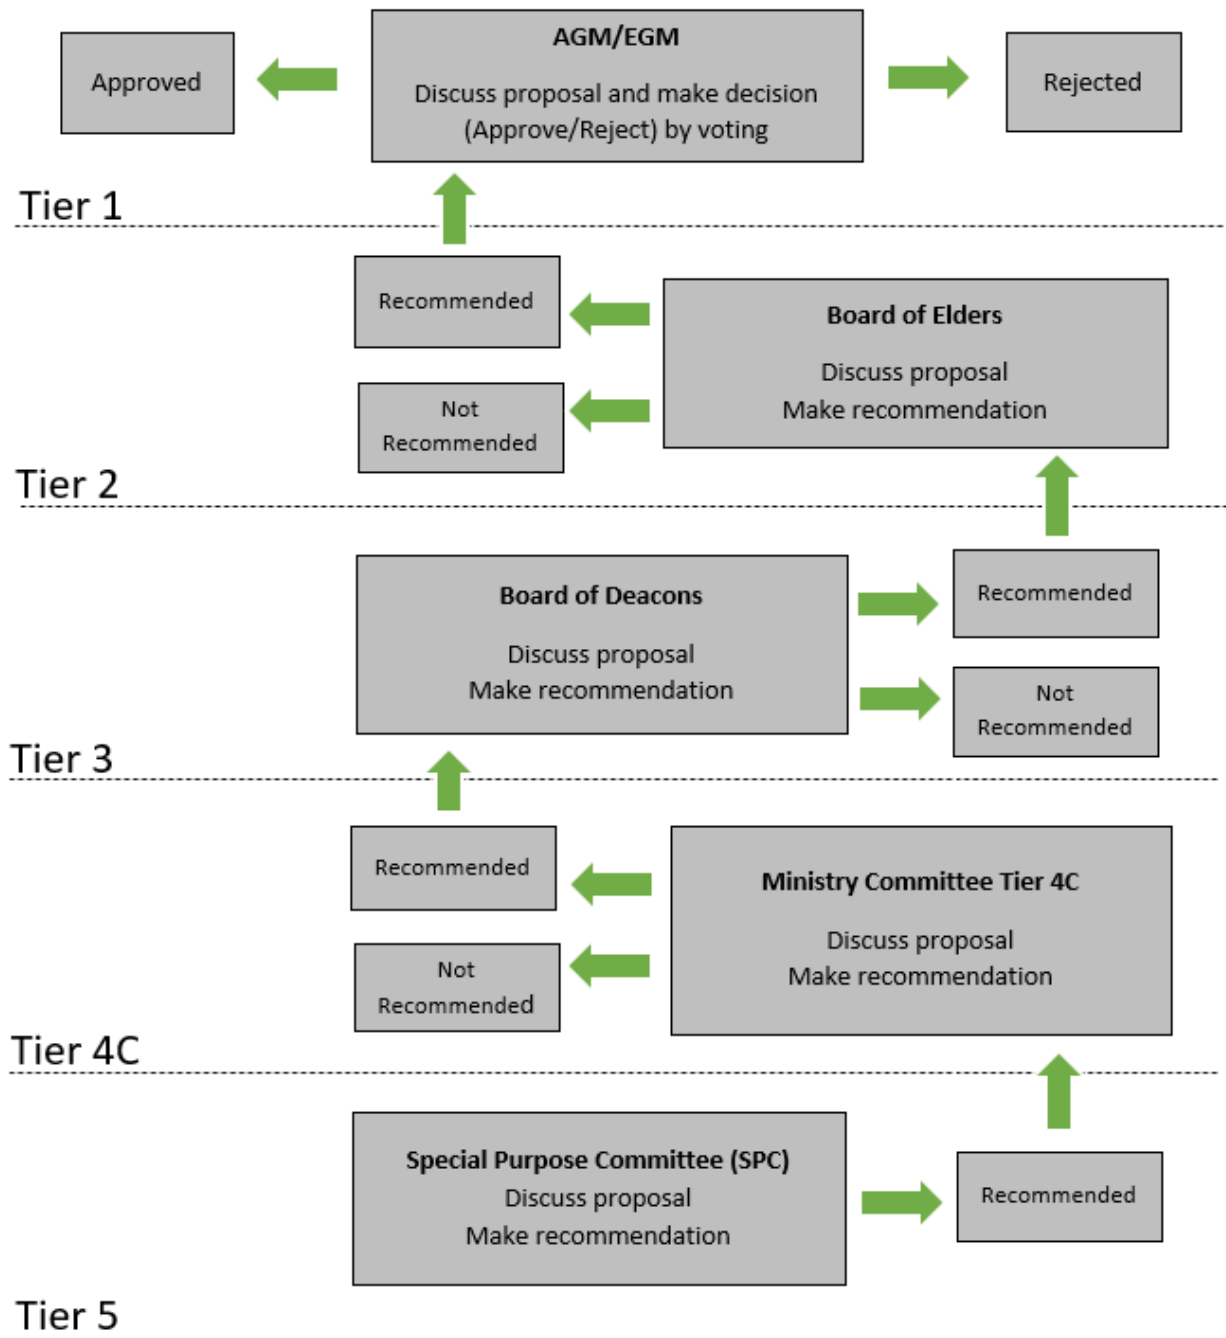 AGM/EGM
Approved
Discuss proposal and make decision
(Approve/Reject) by voting
Rejected
Tier 1
Recommended
Board of Elders
Discuss proposal
Make recommendation
Not
Recommended
Tier 2
Board of Deacons
Discuss proposal
Make recommendation
Recommended
Not
Recommended
Tier 3
Recommended
Ministry Committee Tier 4C
Discuss proposal
Make recommendation
Not
Recommended
Tier 4C
Special Purpose Committee (SPC)
Discuss proposal
Make recommendation
Recommended
Tier 5